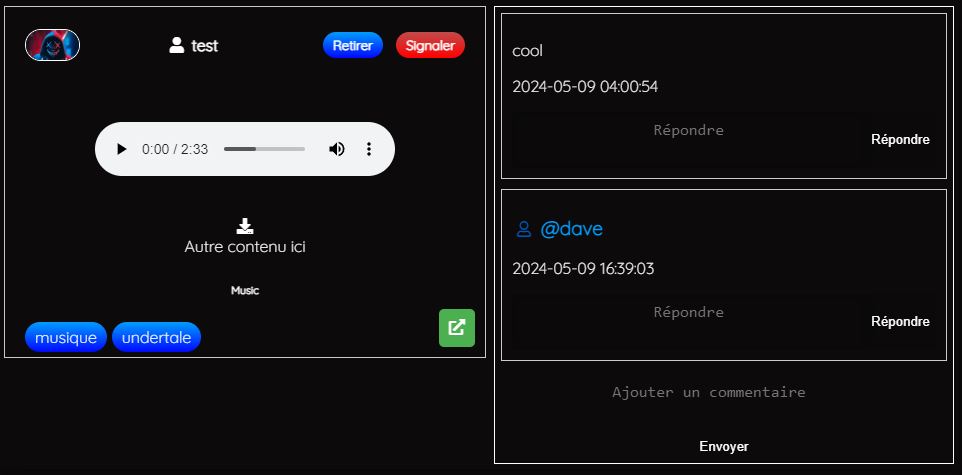 test
Retirer
Signaler
0:00 / 2:33
Autre contenu ici
Music
musique
undertale
cool
2024-05-09 04:00:54
Répondre
Répondre
@dave
2024-05-09 16:39:03
Répondre
Répondre
Ajouter un commentaire
Envoyer